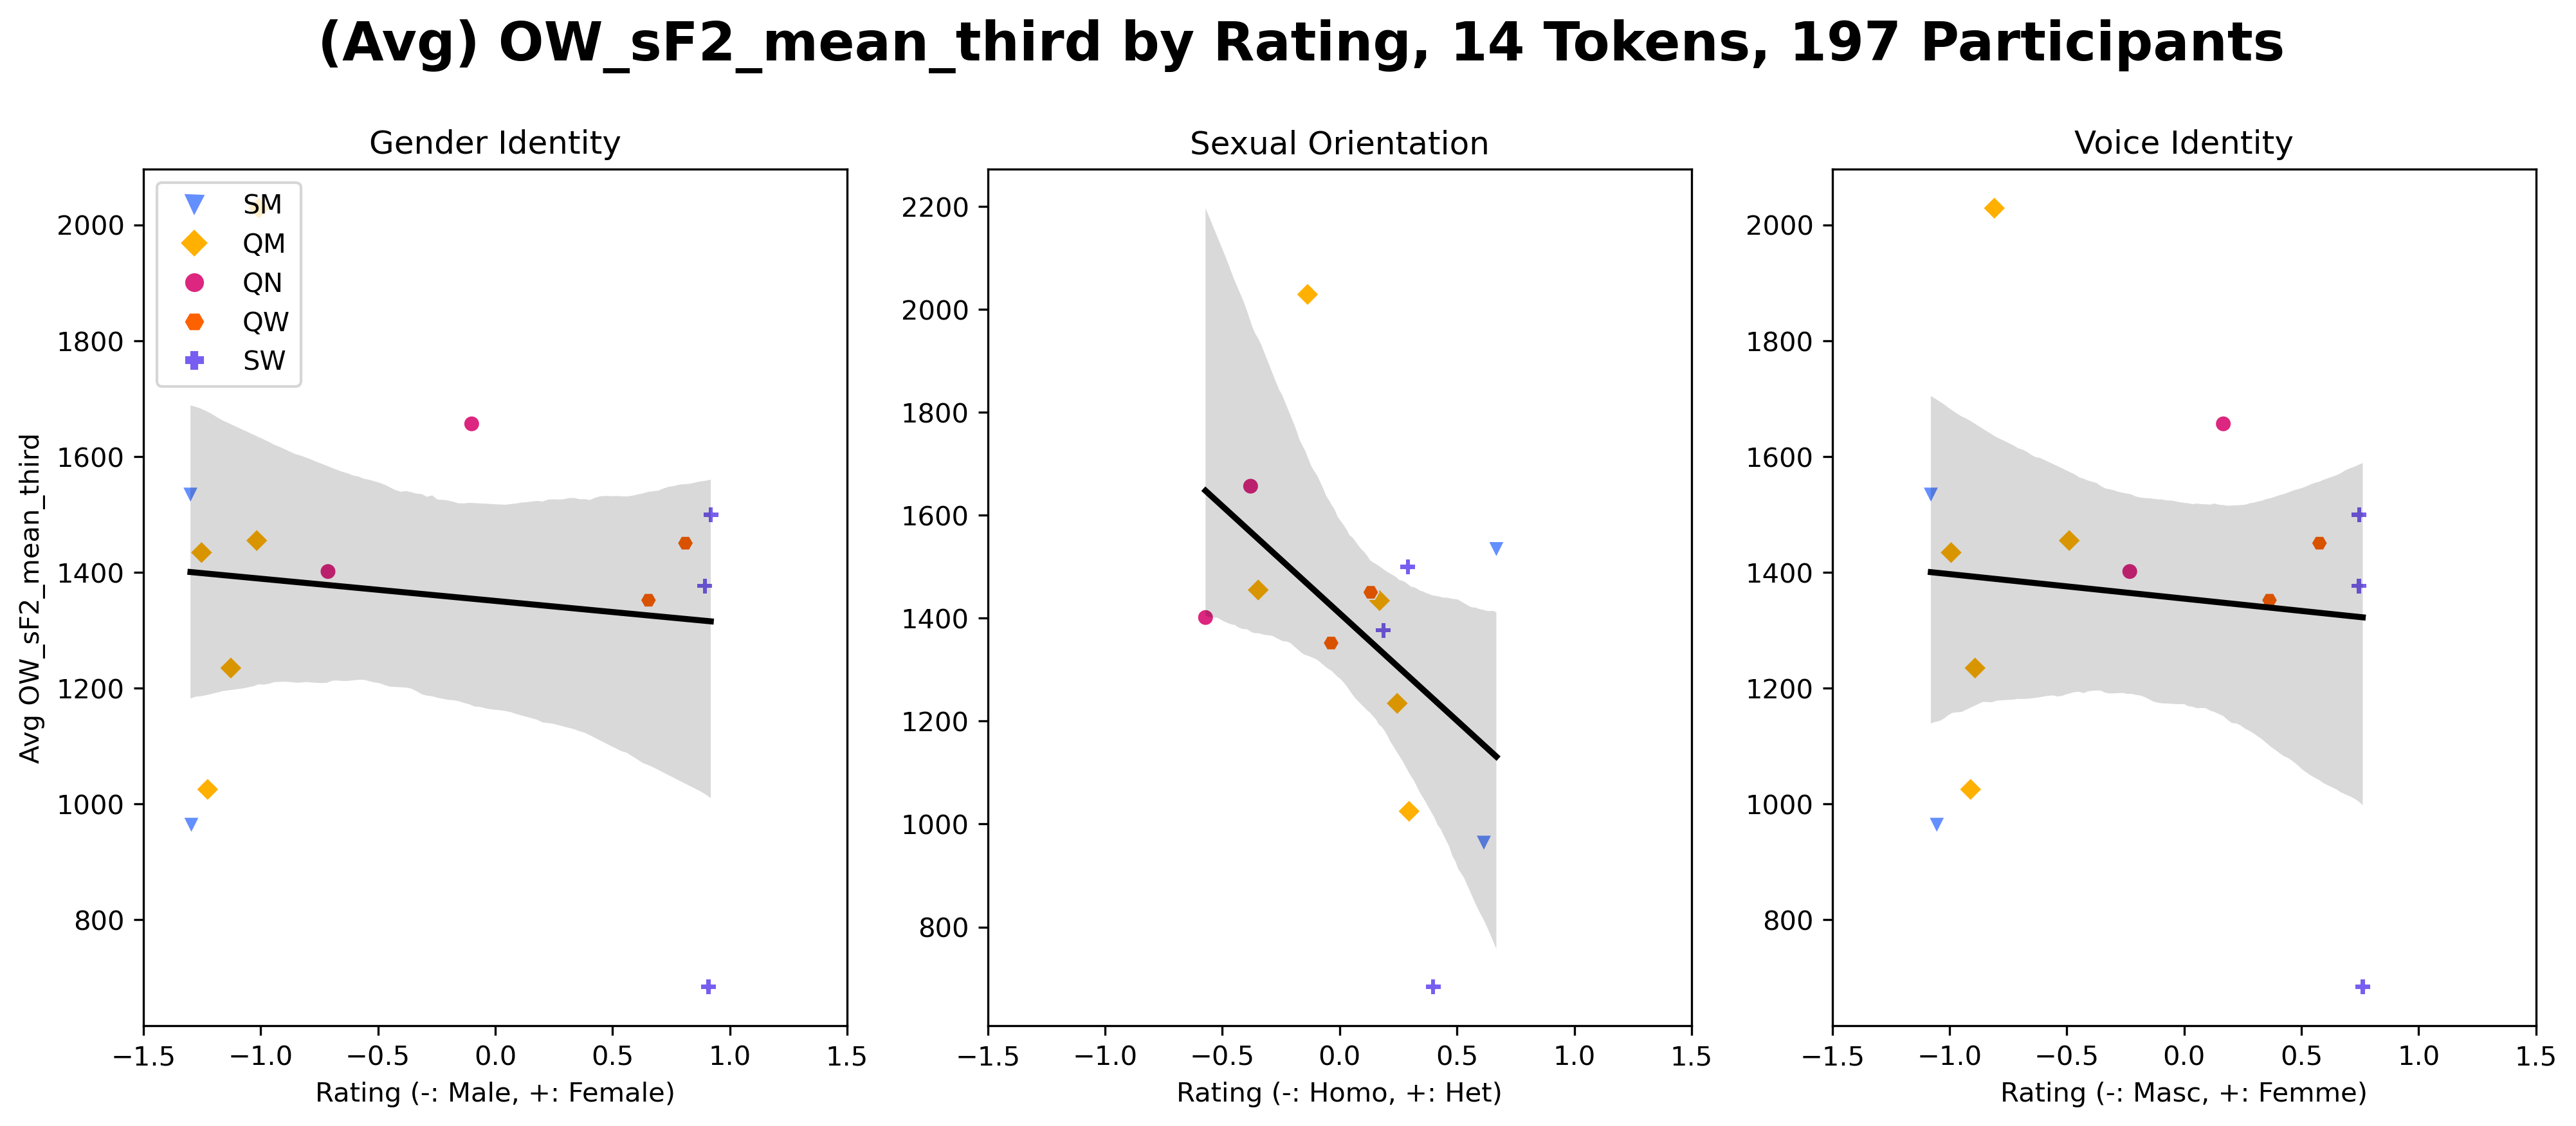 (Avg) OW_sF2_mean_third by Rating, 14 Tokens, 197 Participants
Gender Identity
Sexual Orientation
Voice Identity
SM
QM
QN
QW
SW
Avg OW_sF2_mean_third
2000
1800
1600
1400
1200
1000
800
−1.5 −1.0 −0.5 0.0 0.5 1.0 1.5
Rating (-: Male, +: Female)
2200
2000
1800
1600
1400
1200
1000
800
−1.5 −1.0 −0.5 0.0 0.5 1.0 1.5
Rating (-: Homo, +: Het)
2000
1800
1600
1400
1200
1000
800
−1.5 −1.0 −0.5 0.0 0.5 1.0 1.5
Rating (-: Masc, +: Femme)